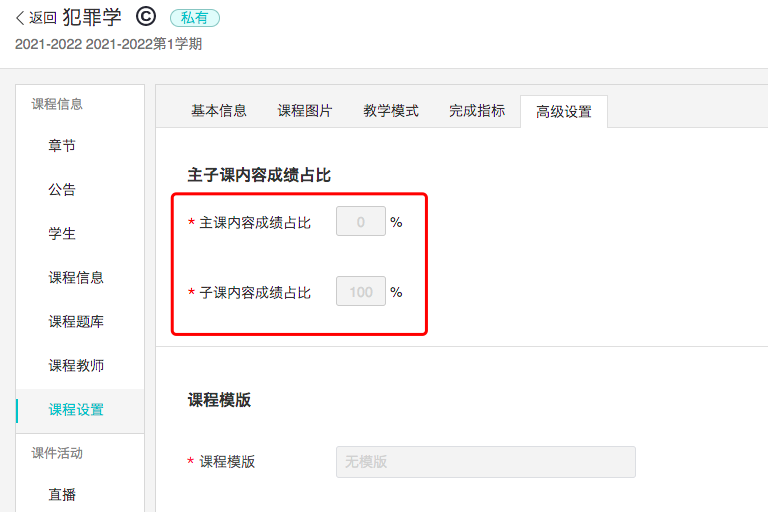 返回 犯罪学 © 私有
2021-2022 2021-2022第1学期
课程信息
章节
公告
学生
课程信息
课程题库
课程教师
课程设置
课件活动
直播
基本信息 课程图片 教学模式 完成指标 高级设置
主子课内容成绩占比
* 主课内容成绩占比 0 %
* 子课内容成绩占比 100 %
课程模版
* 课程模版 无模版